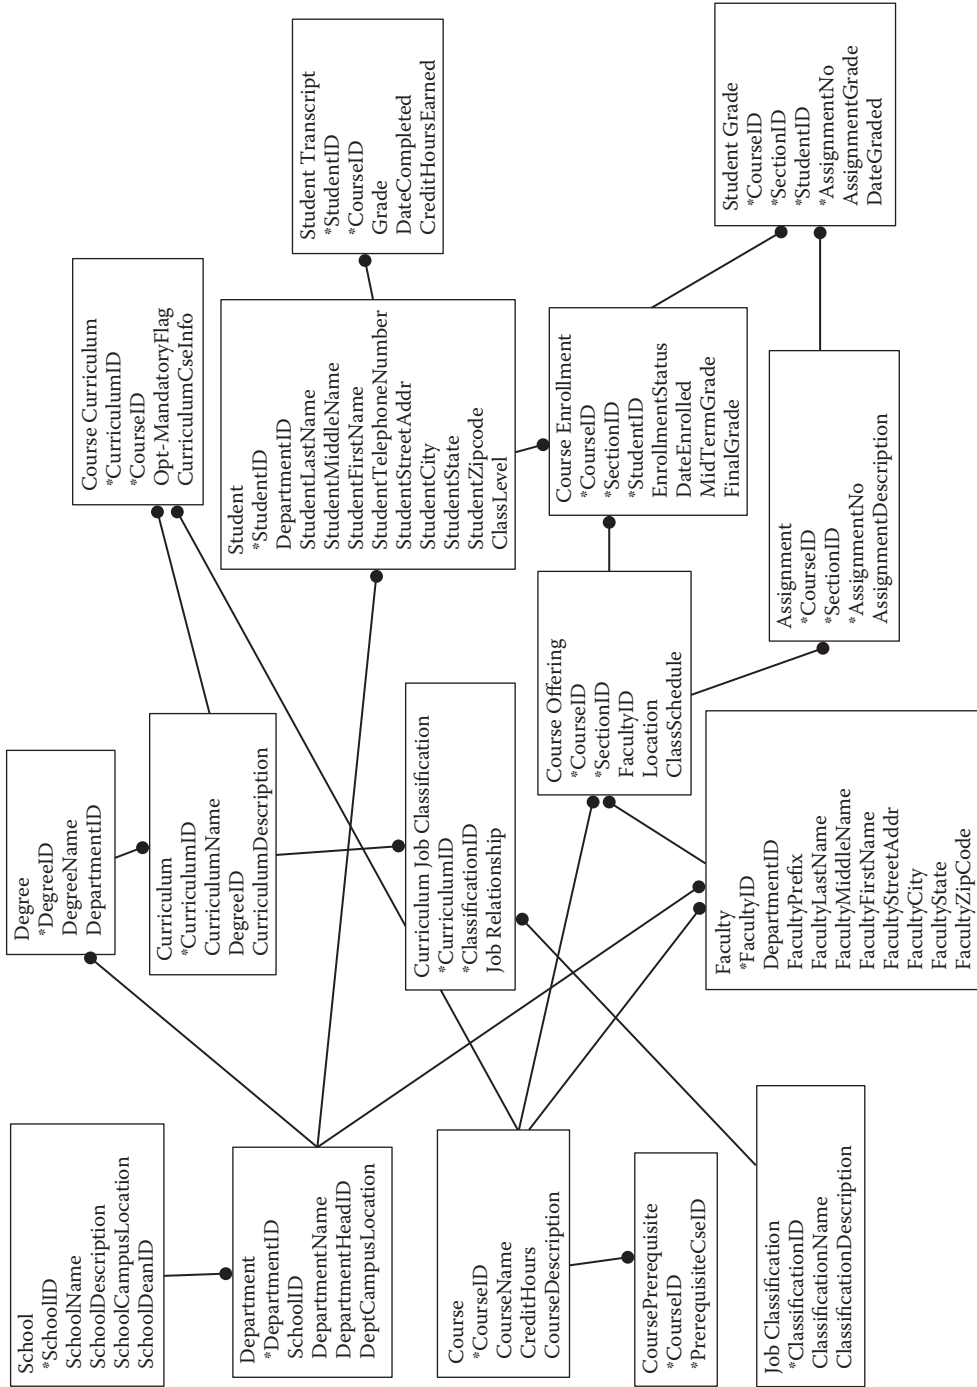 School
*SchoolID
SchoolName
SchoolDescription
SchoolCampusLocation
SchoolDeanID
Department
*DepartmentID
SchoolID
DepartmentName
DepartmentHeadID
DeptCampusLocation
Course
*CourseID
CourseName
CreditHours
CourseDescription
CoursePrerequisite
*CourseID
*PrerequisiteCseID
Job Classification
*ClassificationID
ClassificationName
ClassificationDescription
Degree
*DegreeID
DegreeName
DepartmentID
Curriculum
*CurriculumID
CurriculumName
DegreeID
CurriculumDescription
Curriculum Job Classification
*CurriculumID
*ClassificationID
Job Relationship
Course Offering
*CourseID
*SectionID
FacultyID
Location
ClassSchedule
Faculty
*FacultyID
DepartmentID
FacultyPrefix
FacultyLastName
FacultyMiddleName
FacultyFirstName
FacultyStreetAddr
FacultyCity
FacultyState
FacultyZipCode
Course Curriculum
*CurriculumID
*CourseID
Opt-MandatoryFlag
CurriculumCseInfo
Student
*StudentID
DepartmentID
StudentLastName
StudentMiddleName
StudentFirstName
StudentTelephoneNumber
StudentStreetAddr
StudentCity
StudentState
StudentZipcode
ClassLevel
Course Enrollment
*CourseID
*SectionID
*StudentID
EnrollmentStatus
DateEnrolled
MidTermGrade
FinalGrade
Assignment
*CourseID
*SectionID
*AssignmentNo
AssignmentDescription
Student Transcript
*StudentID
*CourseID
Grade
DateCompleted
CreditHoursEarned
Student Grade
*CourseID
*SectionID
*StudentID
*AssignmentNo
AssignmentGrade
DateGraded